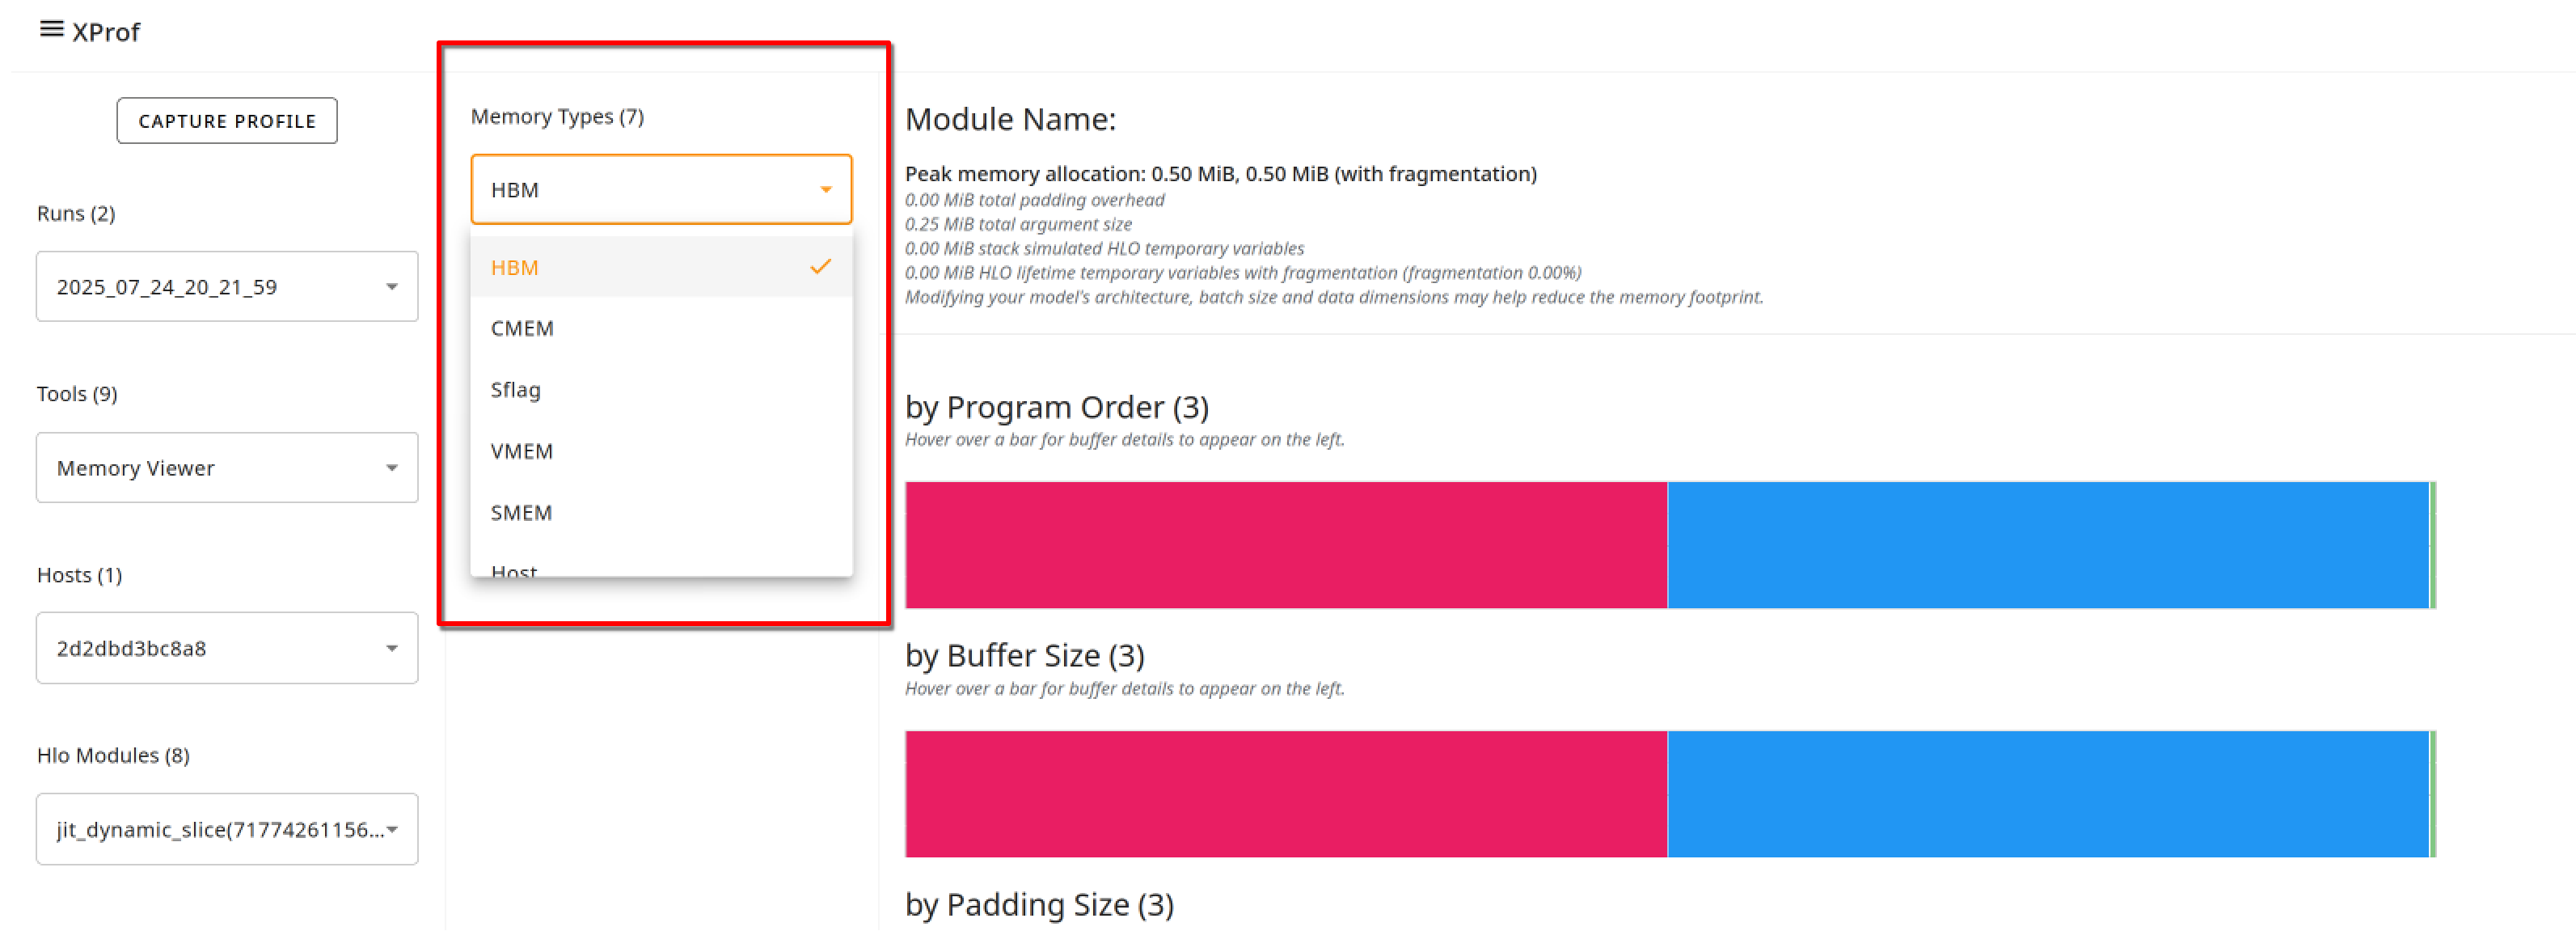 XProf
CAPTURE PROFILE
Runs (2)
2025_07_24_20_21_59
Tools (9)
Memory Viewer
Hosts (1)
2d2dbd3bc8a8
Hlo Modules (8)
jit_dynamic_slice(71774261156...
Memory Types (7)
HBM
HBM
CMEM
Sflag
VMEM
SMEM
Host
Module Name:
Peak memory allocation: 0.50 MiB, 0.50 MiB (with fragmentation)
0.00 MiB total padding overhead
0.25 MiB total argument size
0.00 MiB stack simulated HLO temporary variables
0.00 MiB HLO lifetime temporary variables with fragmentation (fragmentation 0.00%)
Modifying your model's architecture, batch size and data dimensions may help reduce the memory footprint.
by Program Order (3)
Hover over a bar for buffer details to appear on the left.
by Buffer Size (3)
Hover over a bar for buffer details to appear on the left.
by Padding Size (3)